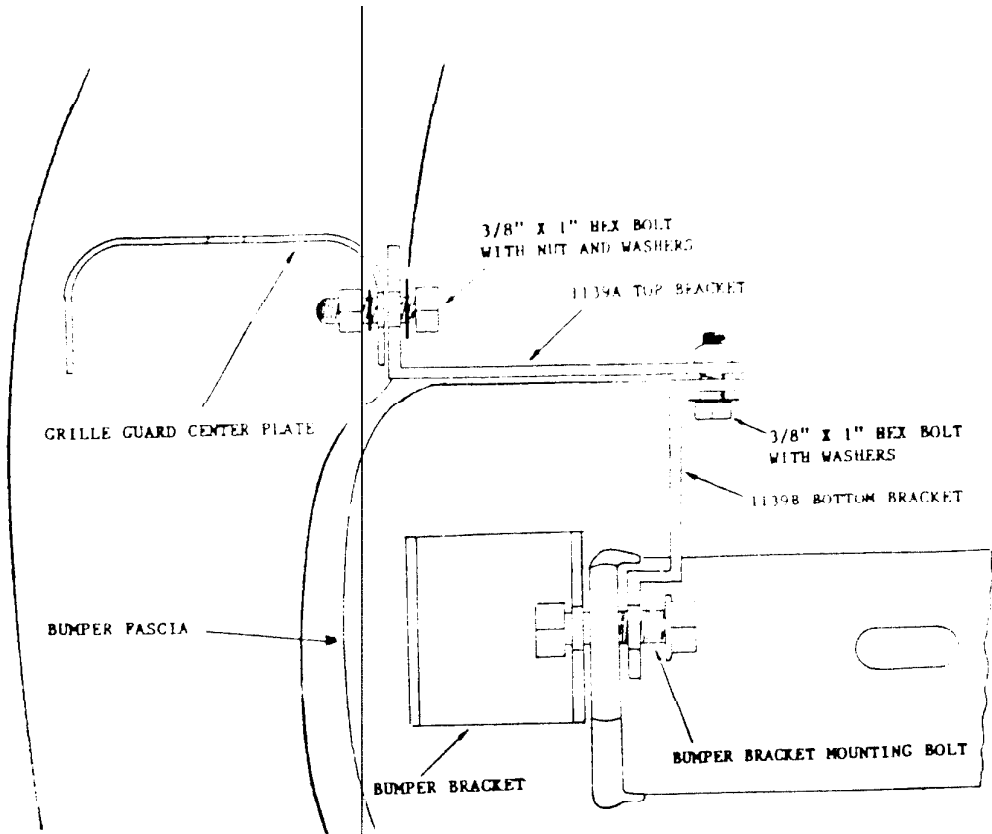 3/8" X 1" HEX BOLT
WITH NUT AND WASHERS
1139A TOP BRACKET
GRILLE GUARD CENTER PLATE
3/8" X 1" HEX BOLT
WITH WASHERS
1139B BOTTOM BRACKET
BUMPER FASCIA
BUMPER BRACKET MOUNTING BOLT
BUMPER BRACKET